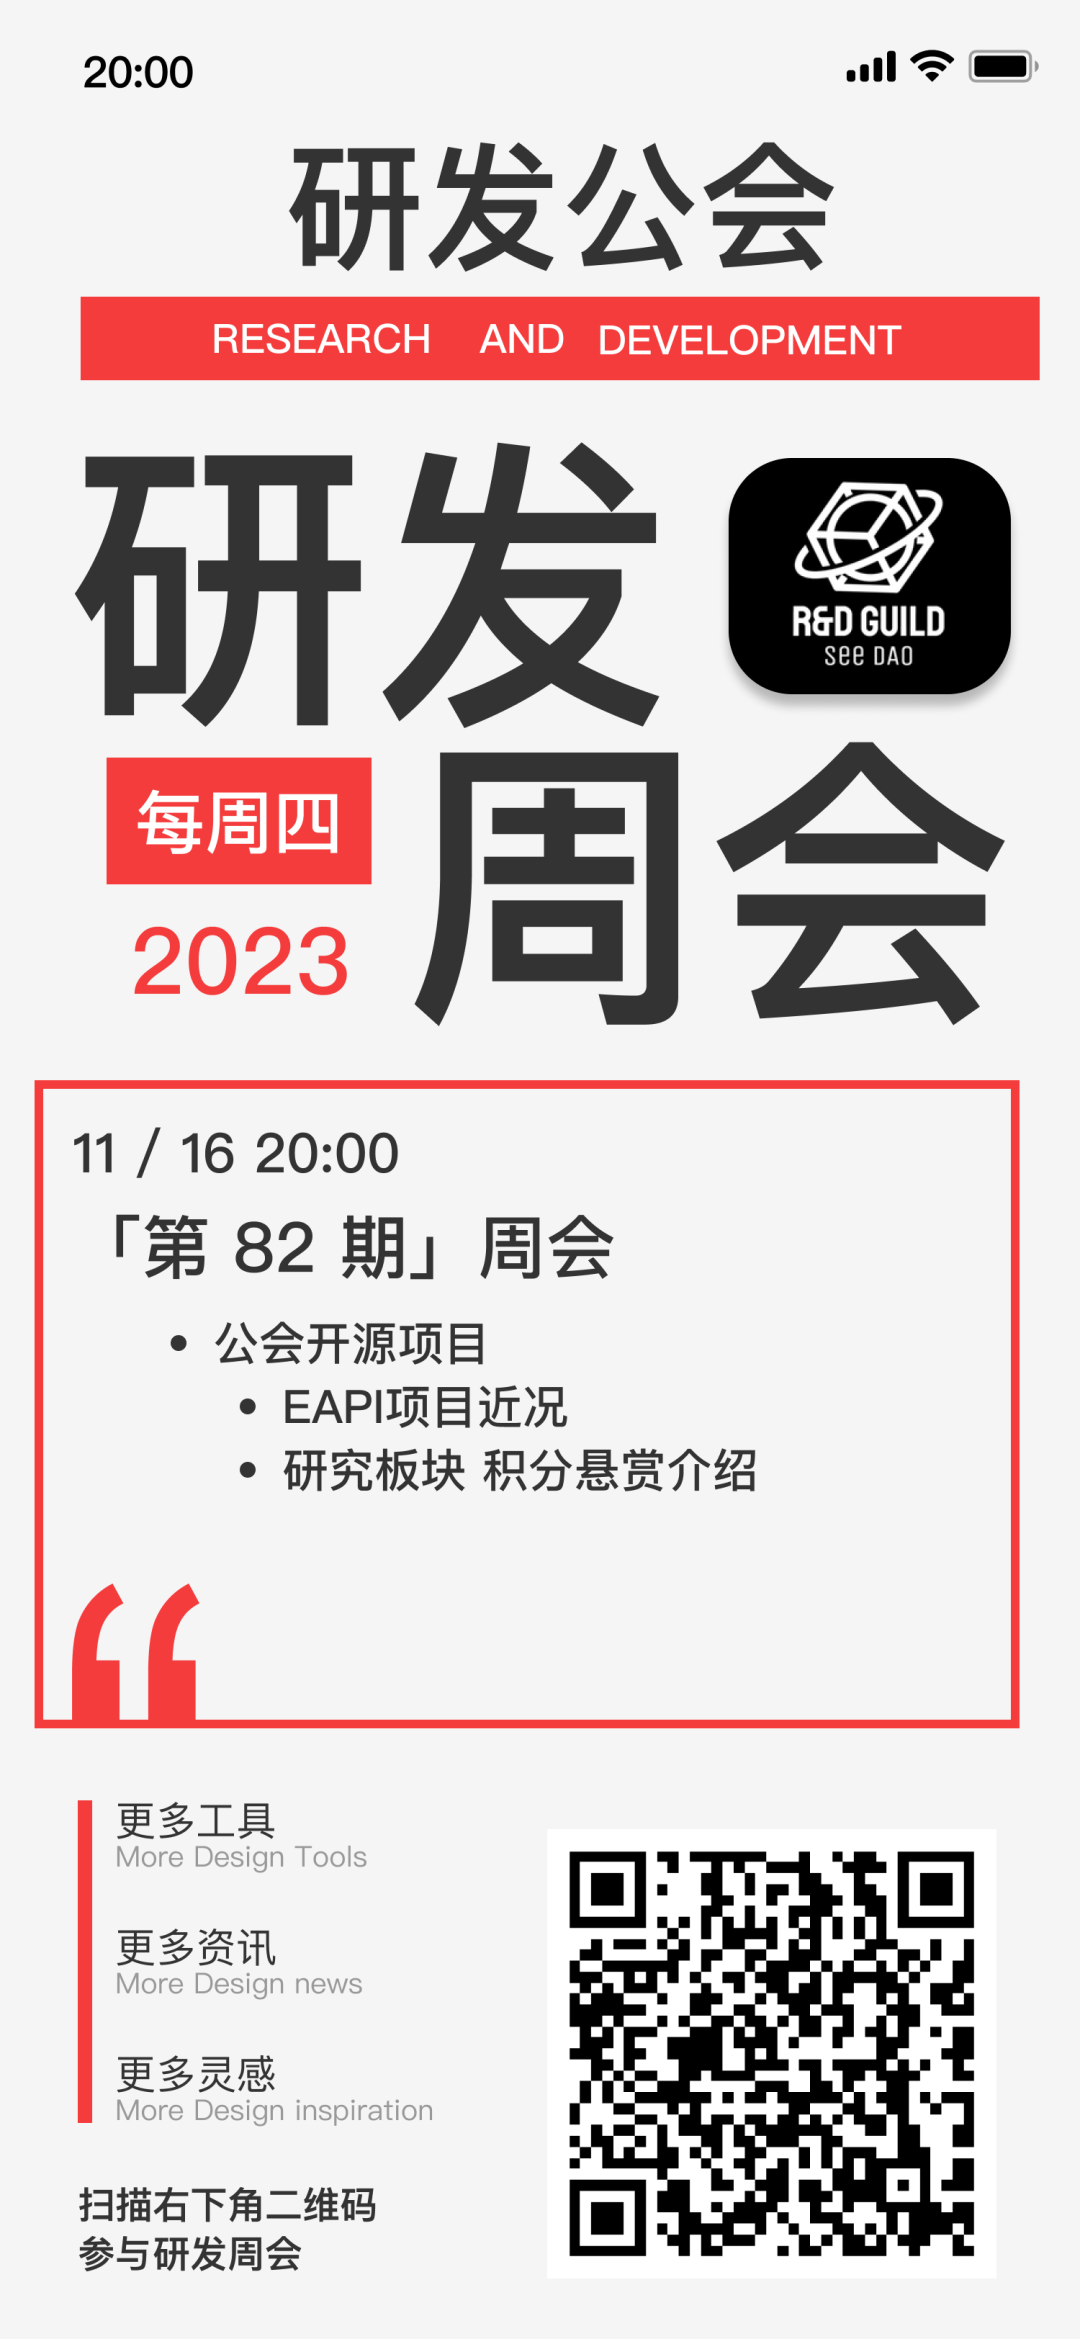 20:00
研发公会
RESEARCH AND DEVELOPMENT
研发
R&D GUILD
see DAO
每周四
周会
2023
11 / 16 20:00
「第 82 期」周会
• 公会开源项目
• EAPI项目近况
• 研究板块 积分悬赏介绍
“
更多工具
More Design Tools
更多资讯
More Design news
更多灵感
More Design inspiration
扫描右下角二维码
参与研发周会